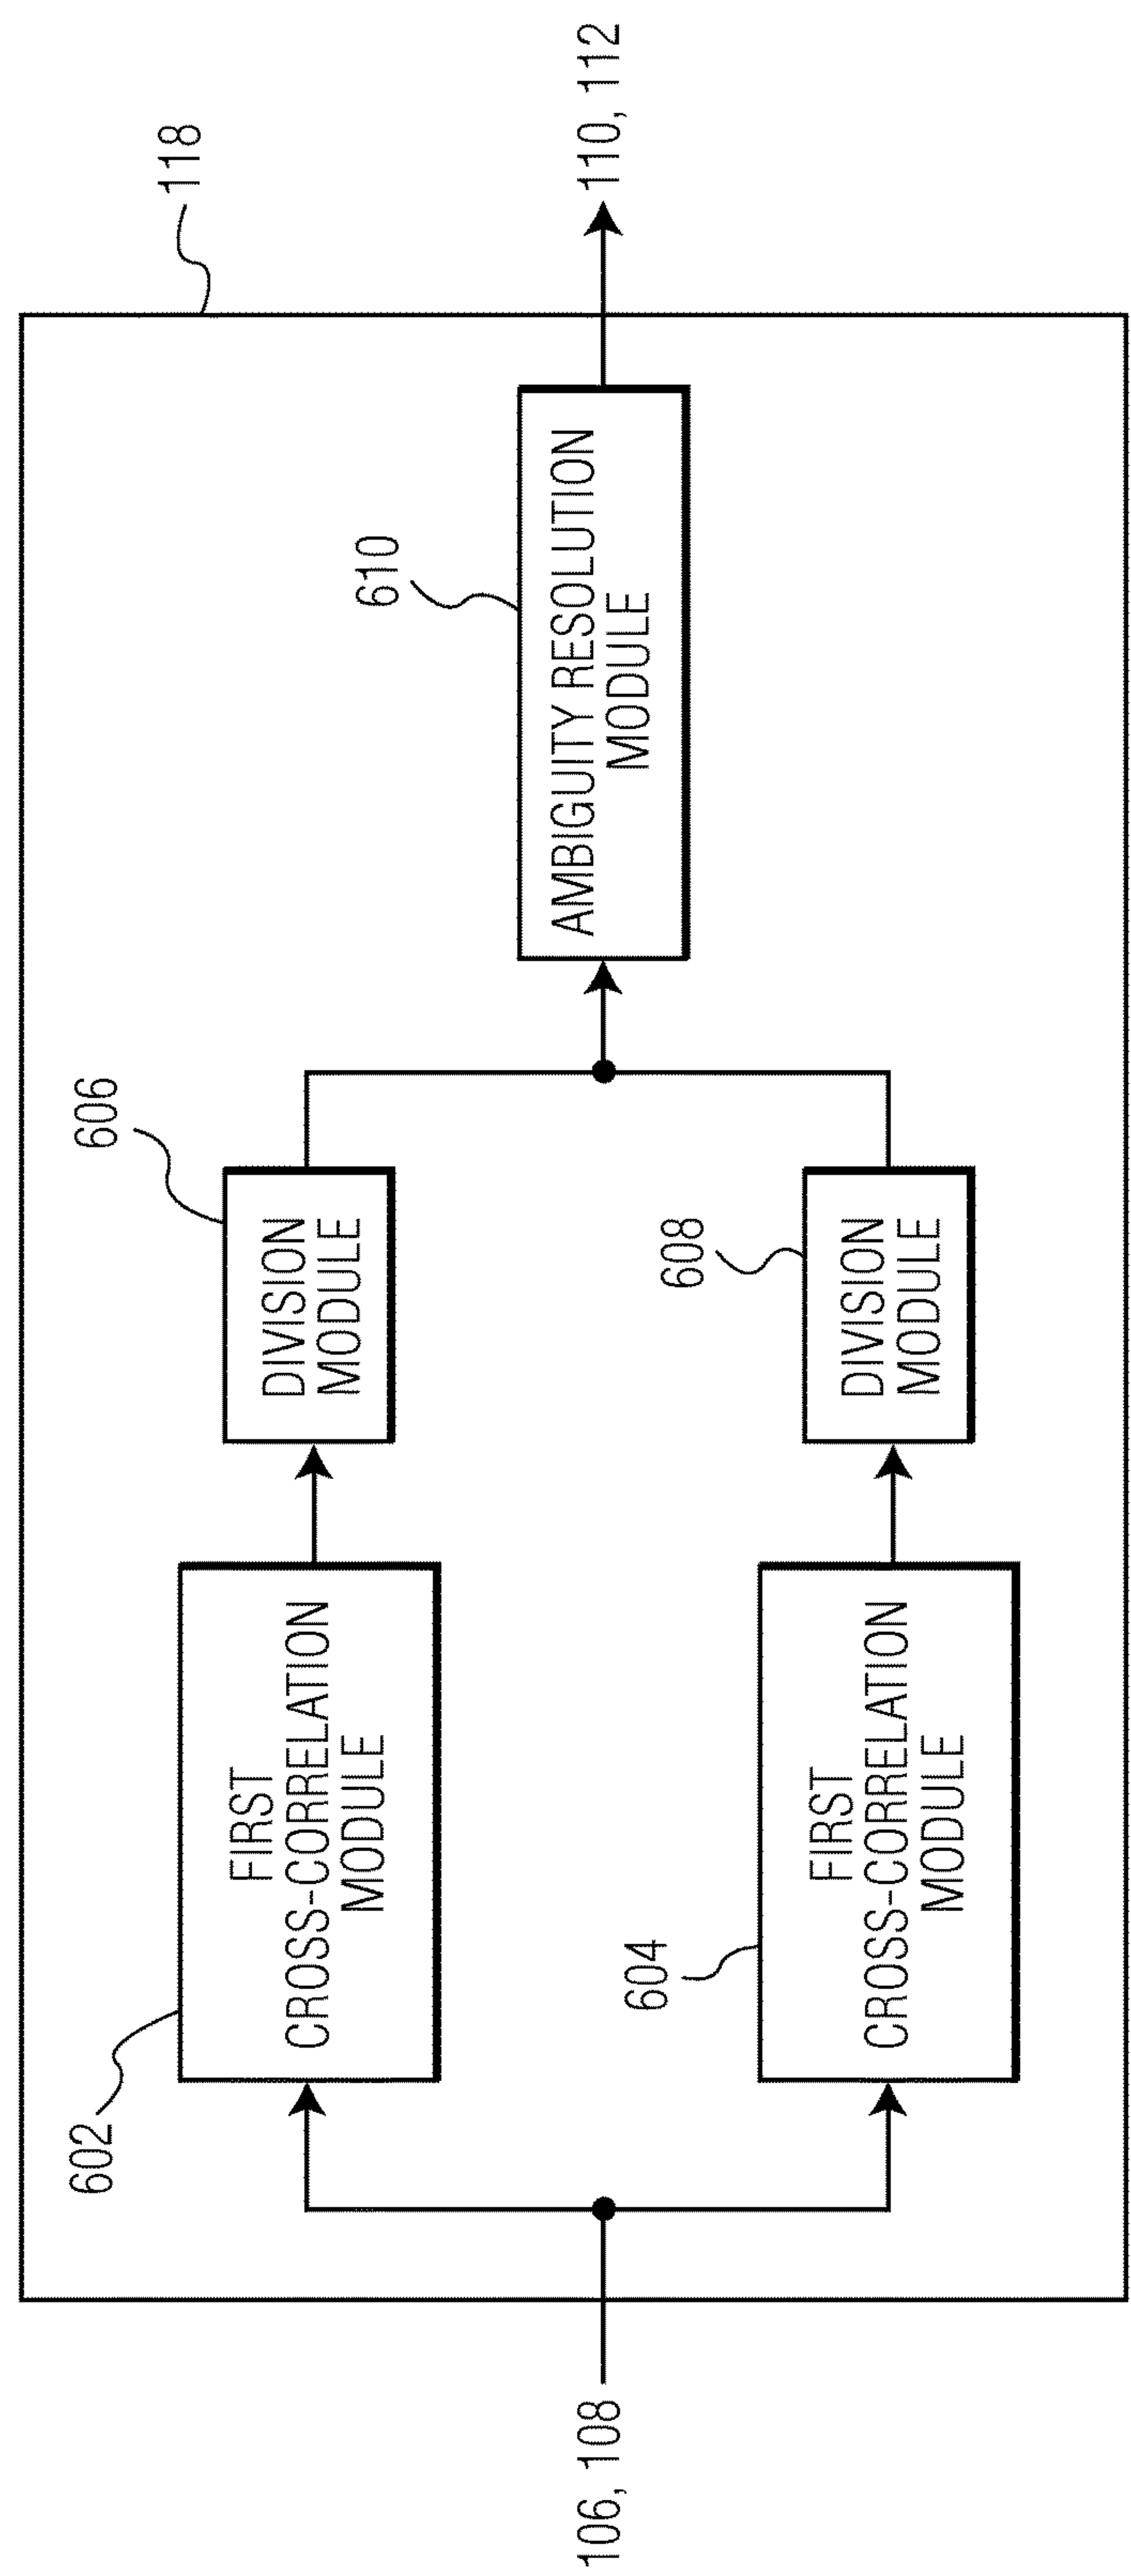 118
602
FIRST
CROSS-CORRELATION
MODULE
606
DIVISION
MODULE
610
AMBIGUITY RESOLUTION
MODULE
106, 108
110, 112
604
FIRST
CROSS-CORRELATION
MODULE
608
DIVISION
MODULE